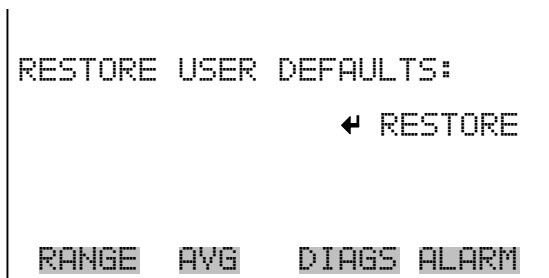 RESTORE USER DEFAULTS:
↵ RESTORE
RANGE AVG DIAGS ALARM